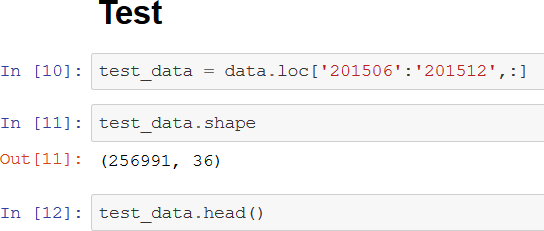 Test
In [10]: test_data = data.loc['201506':'201512',:]
In [11]: test_data.shape
Out[11]: (256991, 36)
In [12]: test_data.head()